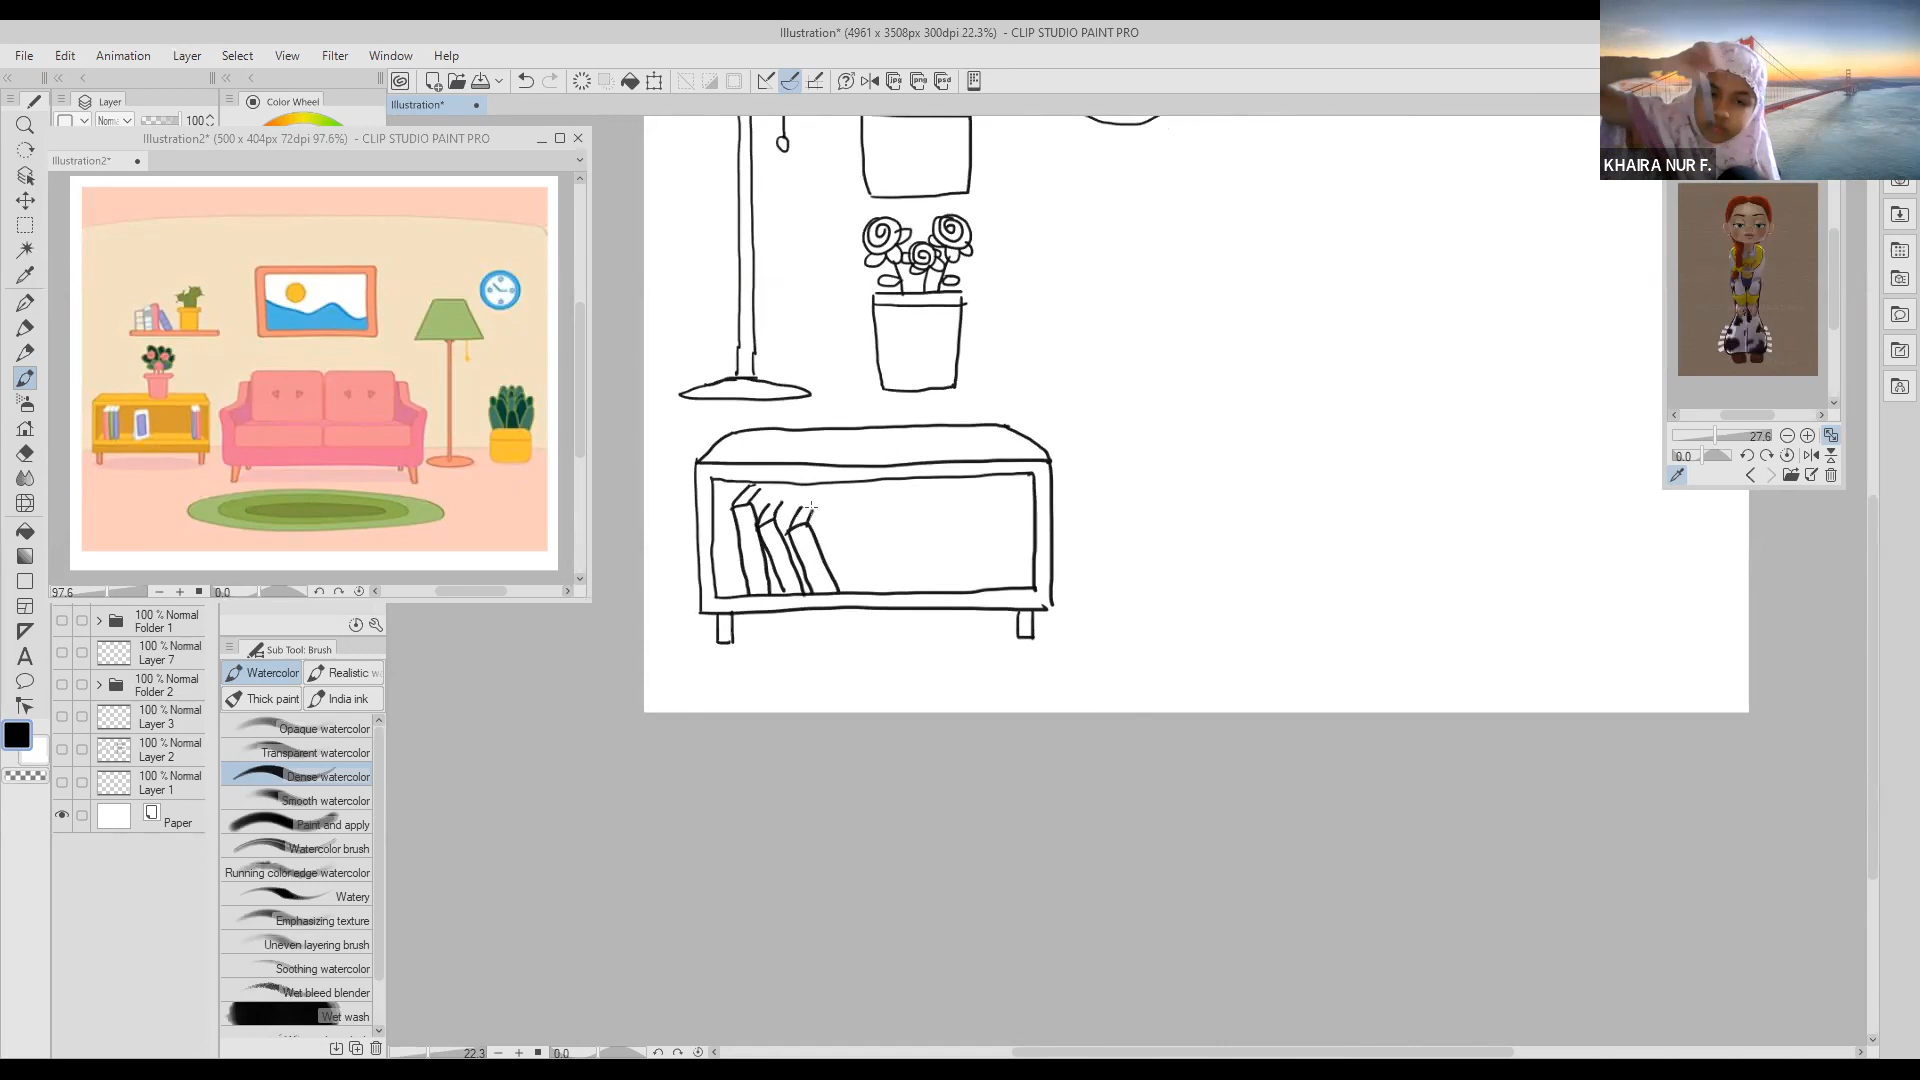 Illustration* (4961 x 3508px 300dpi 22.3%) - CLIP STUDIO PAINT PRO
File Edit Animation Layer Select View Filter Window Help
Layer
Color Wheel
Illustration*
Norm 100
Illustration2* (500 x 404px 72dpi 97.6%) - CLIP STUDIO PAINT PRO
Illustration2*
KHAIRA NUR F.
27.6
0.0
97.6 0.0
100 % Normal
Folder 1
100 % Normal
Layer 7
100 % Normal
Folder 2
100 % Normal
Layer 3
100 % Normal
Layer 2
100 % Normal
Layer 1
Paper
Sub Tool: Brush
Watercolor
Realistic w
Thick paint
India ink
Opaque watercolor
Transparent watercolor
Dense watercolor
Smooth watercolor
Paint and apply
Watercolor brush
Running color edge watercolor
Watery
Emphasizing texture
Uneven layering brush
Soothing watercolor
Wet bleed blender
Wet wash
22.3 0.0